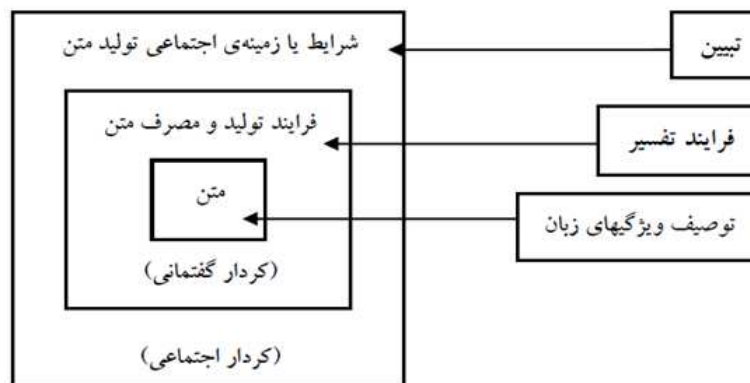 شرایط یا زمینه‌ی اجتماعی تولید متن
تبیین
فرایند تولید و مصرف متن
فرایند تفسیر
متن
توصیف ویژگیهای زبان
(کردار گفتمانی)
(کردار اجتماعی)